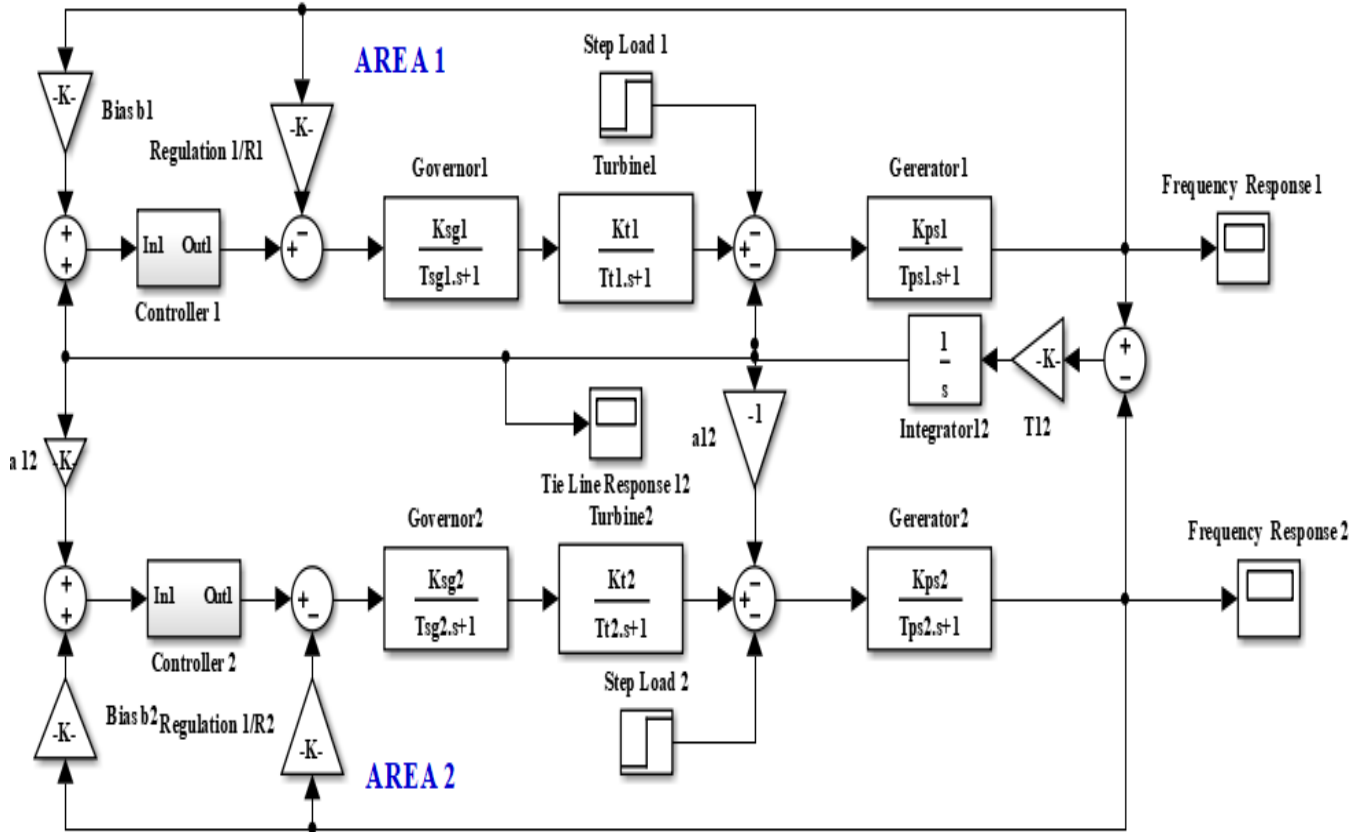 AREA 1
Step Load 1
-K-
Bias b1
-K-
Regulation 1/R1
Governor1
Turbine1
Gererator1
Frequency Response 1
+
+
In1 Out1
Controller 1
−
+
Ksg1
Tsg1.s+1
Kt1
Tt1.s+1
−
+
−
Kps1
Tps1.s+1
1
s
Integrator12
-K-
T12
+
−
a 12
-K-
Tie Line Response 12
a12
-1
Governor2
Turbine2
Gererator2
Frequency Response 2
+
+
In1 Out1
Controller 2
+
−
Ksg2
Tsg2.s+1
Kt2
Tt2.s+1
−
+
−
Kps2
Tps2.s+1
Step Load 2
-K-
Bias b2
Regulation 1/R2
-K-
AREA 2